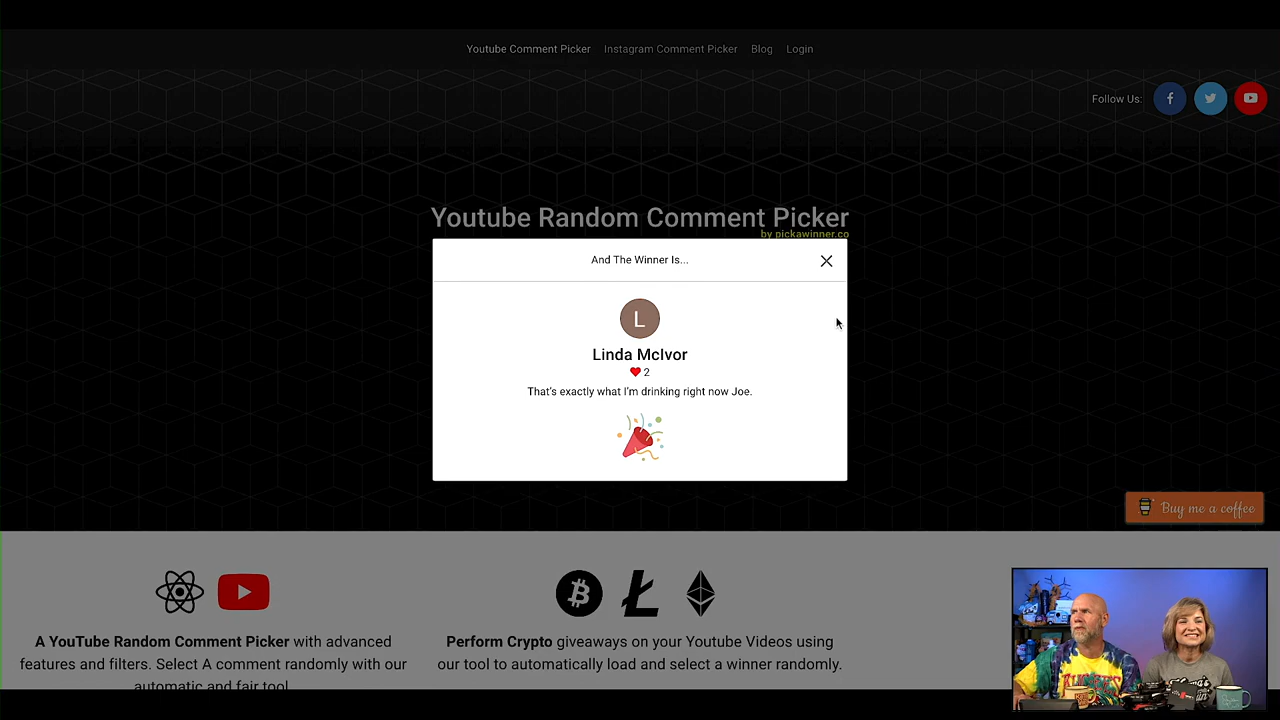 Youtube Comment Picker Instagram Comment Picker Blog Login
Follow Us:
Youtube Random Comment Picker
by pickawinner.co
And The Winner Is...
L
Linda McIvor
2
That's exactly what I'm drinking right now Joe.
Buy me a coffee
A YouTube Random Comment Picker with advanced
features and filters. Select A comment randomly with our
automatic and fair tool
Perform Crypto giveaways on your Youtube Videos using
our tool to automatically load and select a winner randomly.